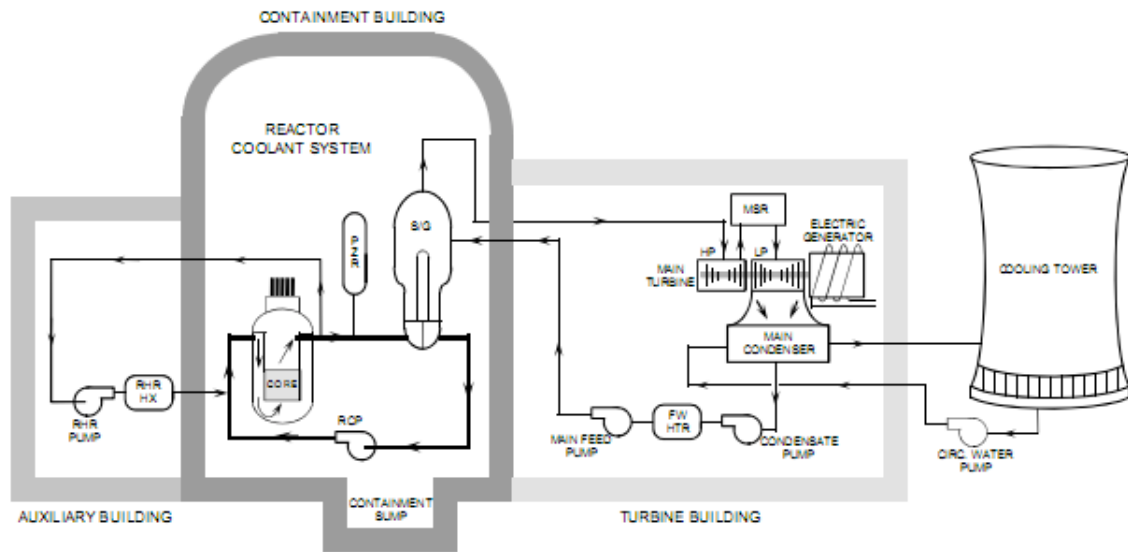 CONTAINMENT BUILDING
REACTOR
COOLANT SYSTEM
PZR
S/G
MSR
ELECTRIC
GENERATOR
HP
LP
MAIN
TURBINE
COOLING TOWER
MAIN
CONDENSER
CORE
RHR
HX
RHR
PUMP
RCP
MAIN FEED
PUMP
FW
HTR
CONDENSATE
PUMP
CIRC. WATER
PUMP
CONTAINMENT
SUMP
AUXILIARY BUILDING
TURBINE BUILDING